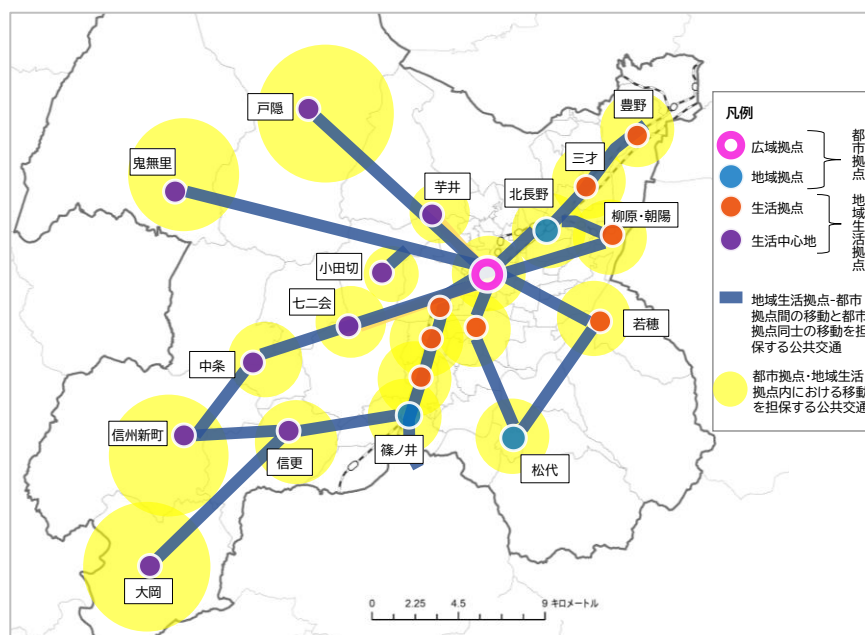 戸隠
鬼無里
芋井
豊野
三才
北長野
柳原・朝陽
小田切
七二会
若穂
中条
信州新町
信更
篠ノ井
松代
大岡
0 2.25 4.5 9 キロメートル
凡例
広域拠点
地域拠点
都市拠点
生活拠点
生活中心地
地域生活拠点
地域生活拠点-都市
拠点間の移動と都市
拠点同士の移動を担
保する公共交通
都市拠点・地域生活
拠点内における移動
を担保する公共交通